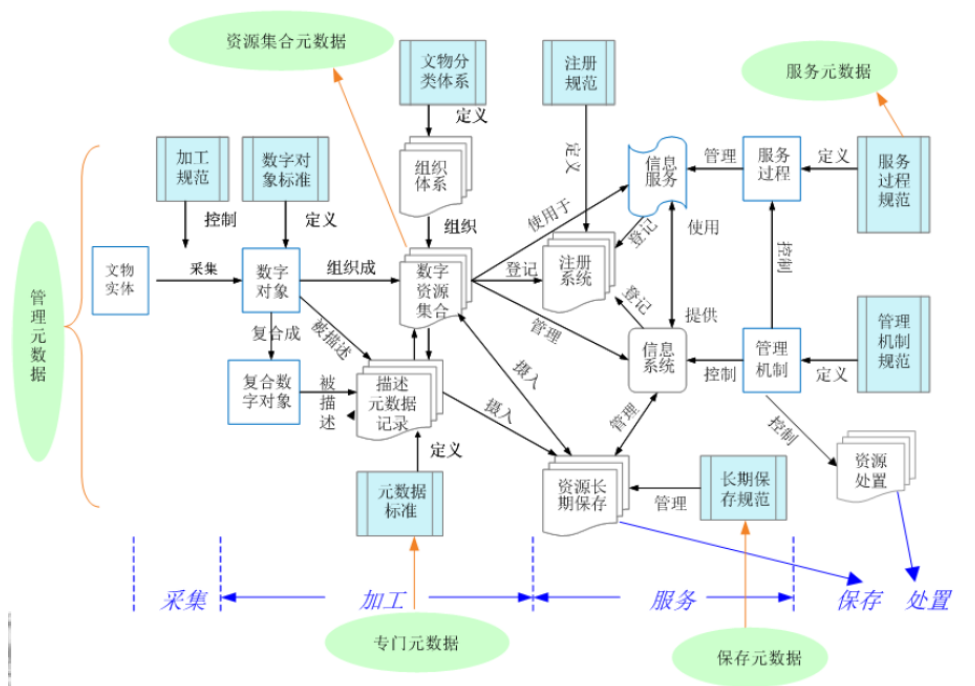 资源集合元数据
文物分
类体系
注册
规范
服务元数据
定义
加工
规范
数字对
象标准
组织
体系
定义
信息
服务
管理
服务
过程
定义
服务
过程
规范
控制
定义
组织
使用于
登记
使用
控制
文物
实体
采集
数字
对象
组织成
数字
资源
集合
登记
注册
系统
登记
管理
提供
管
理
元
数
据
复合成
被描述
管理
信息
系统
控制
管理
机制
定义
管理
机制
规范
复合数
字对象
被
描
述
描述
元数据
记录
摄入
摄入
管理
控制
资源
处置
定义
元数据
标准
资源长
期保存
管理
长期保
存规范
采集
加工
服务
保存
处置
专门元数据
保存元数据